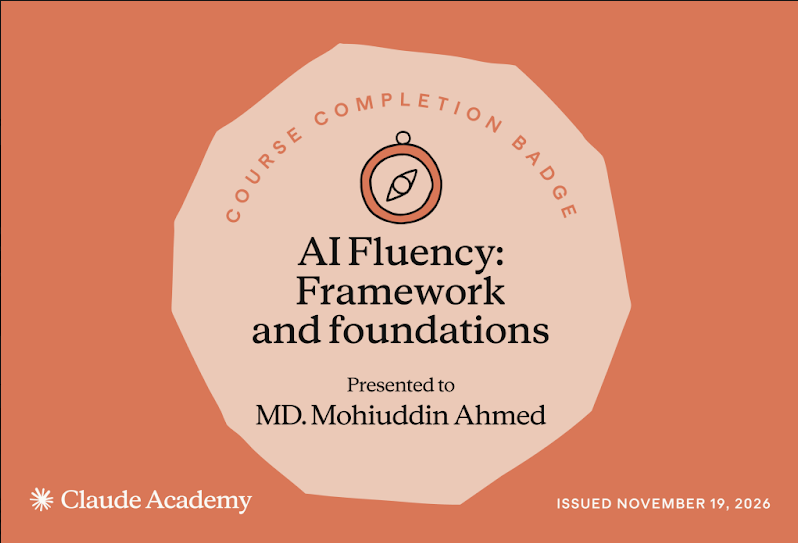 COURSE COMPLETION BADGE
AI Fluency:
Framework
and foundations
Presented to
MD. Mohiuddin Ahmed
Claude Academy
ISSUED NOVEMBER 19, 2026